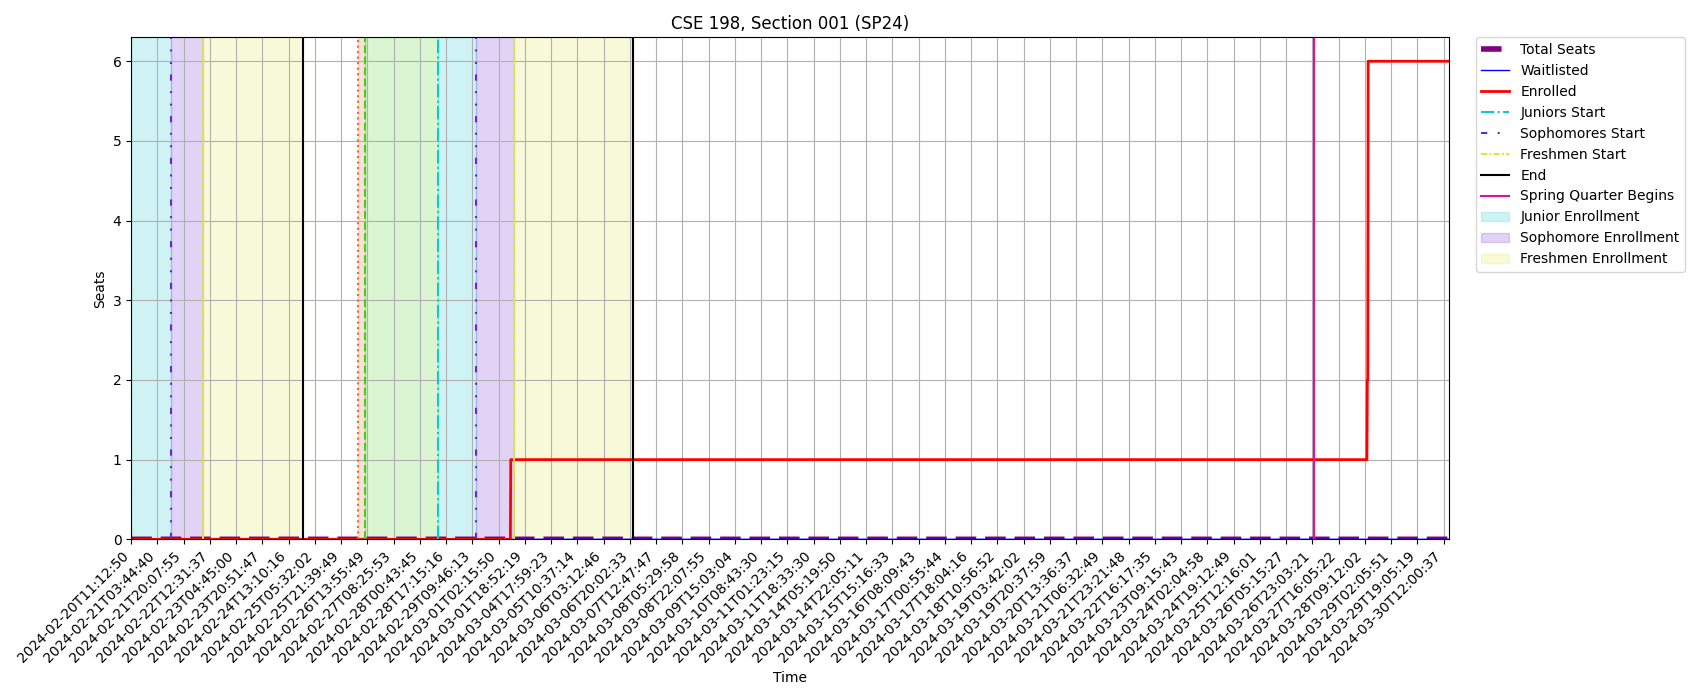 CSE 198, Section 001 (SP24)
Total Seats
Waitlisted
Enrolled
Juniors Start
Sophomores Start
Freshmen Start
End
Spring Quarter Begins
Junior Enrollment
Sophomore Enrollment
Freshmen Enrollment
Seats
6
5
4
3
2
1
0
2024-02-20T11:12:50
2024-02-21T03:44:40
2024-02-21T20:07:55
2024-02-22T12:31:37
2024-02-23T04:45:00
2024-02-23T20:51:47
2024-02-24T13:10:16
2024-02-25T05:32:02
2024-02-25T21:39:49
2024-02-26T13:55:49
2024-02-27T08:25:53
2024-02-28T00:43:45
2024-02-28T17:15:16
2024-02-29T09:46:13
2024-03-01T02:15:50
2024-03-01T18:52:19
2024-03-04T17:59:23
2024-03-05T10:37:14
2024-03-06T03:12:46
2024-03-06T20:02:33
2024-03-07T12:47:47
2024-03-08T05:29:58
2024-03-08T22:07:55
2024-03-09T15:03:04
2024-03-10T08:43:30
2024-03-11T01:23:15
2024-03-11T18:33:30
2024-03-14T05:19:50
2024-03-14T22:05:11
2024-03-15T15:16:33
2024-03-16T08:09:43
2024-03-17T00:55:44
2024-03-17T18:04:16
2024-03-18T10:56:52
2024-03-19T03:42:02
2024-03-19T20:37:59
2024-03-20T13:36:37
2024-03-21T06:32:49
2024-03-21T23:21:48
2024-03-22T16:17:35
2024-03-23T09:15:43
2024-03-24T02:04:58
2024-03-24T19:12:49
2024-03-25T12:16:01
2024-03-26T05:15:27
2024-03-26T23:03:21
2024-03-27T16:05:22
2024-03-28T09:12:02
2024-03-29T02:05:51
2024-03-29T19:05:19
2024-03-30T12:00:37
Time